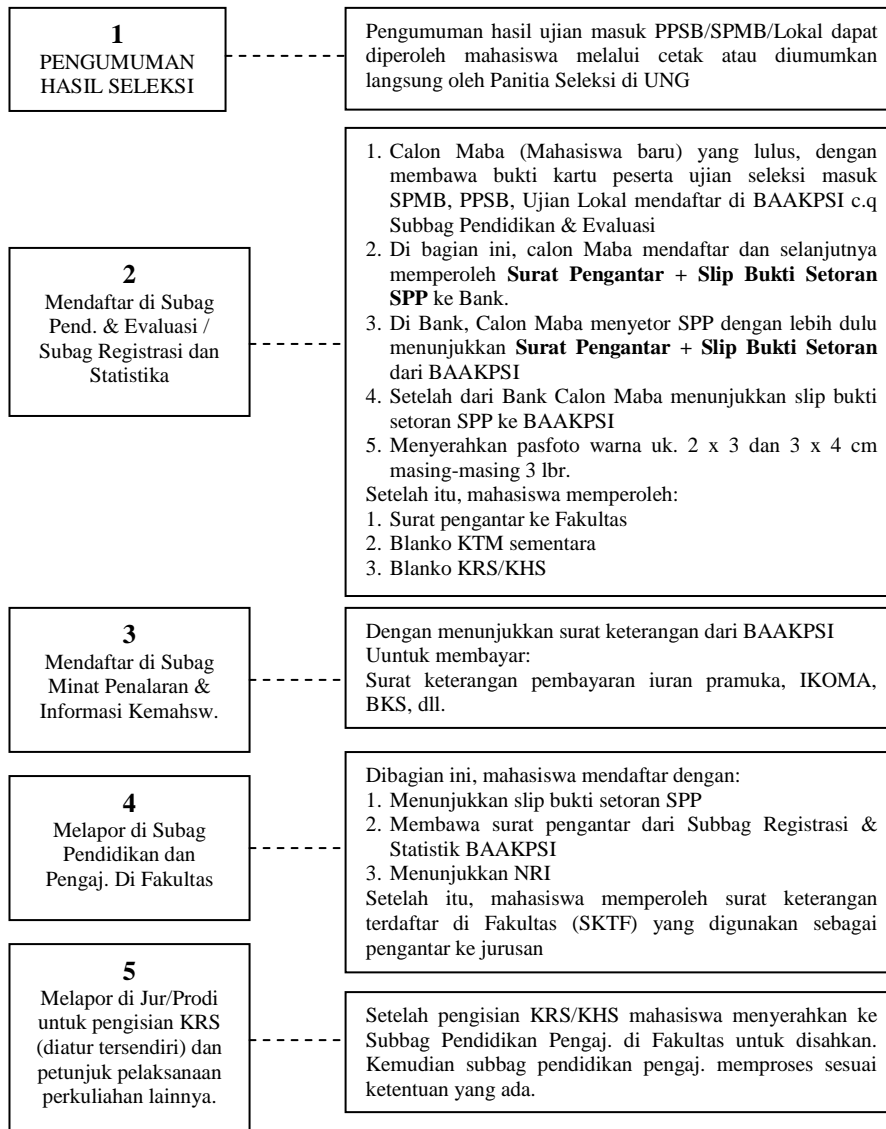 1
PENGUMUMAN
HASIL SELEKSI
Pengumuman hasil ujian masuk PPSB/SPMB/Lokal dapat
diperoleh mahasiswa melalui cetak atau diumumkan
langsung oleh Panitia Seleksi di UNG
2
Mendaftar di Subag
Pend. & Evaluasi /
Subag Registrasi dan
Statistika
1. Calon Maba (Mahasiswa baru) yang lulus, dengan
membawa bukti kartu peserta ujian seleksi masuk
SPMB, PPSB, Ujian Lokal mendaftar di BAAKPSI c.q
Subbag Pendidikan & Evaluasi
2. Di bagian ini, calon Maba mendaftar dan selanjutnya
memperoleh Surat Pengantar + Slip Bukti Setoran
SPP ke Bank.
3. Di Bank, Calon Maba menyetor SPP dengan lebih dulu
menunjukkan Surat Pengantar + Slip Bukti Setoran
dari BAAKPSI
4. Setelah dari Bank Calon Maba menunjukkan slip bukti
setoran SPP ke BAAKPSI
5. Menyerahkan pasfoto warna uk. 2 x 3 dan 3 x 4 cm
masing-masing 3 lbr.
Setelah itu, mahasiswa memperoleh:
1. Surat pengantar ke Fakultas
2. Blanko KTM sementara
3. Blanko KRS/KHS
3
Mendaftar di Subag
Minat Penalaran &
Informasi Kemahsw.
Dengan menunjukkan surat keterangan dari BAAKPSI
Uuntuk membayar:
Surat keterangan pembayaran iuran pramuka, IKOMA,
BKS, dll.
4
Melapor di Subag
Pendidikan dan
Pengaj. Di Fakultas
Dibagian ini, mahasiswa mendaftar dengan:
1. Menunjukkan slip bukti setoran SPP
2. Membawa surat pengantar dari Subbag Registrasi &
Statistik BAAKPSI
3. Menunjukkan NRI
Setelah itu, mahasiswa memperoleh surat keterangan
terdaftar di Fakultas (SKTF) yang digunakan sebagai
pengantar ke jurusan
5
Melapor di Jur/Prodi
untuk pengisian KRS
(diatur tersendiri) dan
petunjuk pelaksanaan
perkuliahan lainnya.
Setelah pengisian KRS/KHS mahasiswa menyerahkan ke
Subbag Pendidikan Pengaj. di Fakultas untuk disahkan.
Kemudian subbag pendidikan pengaj. memproses sesuai
ketentuan yang ada.